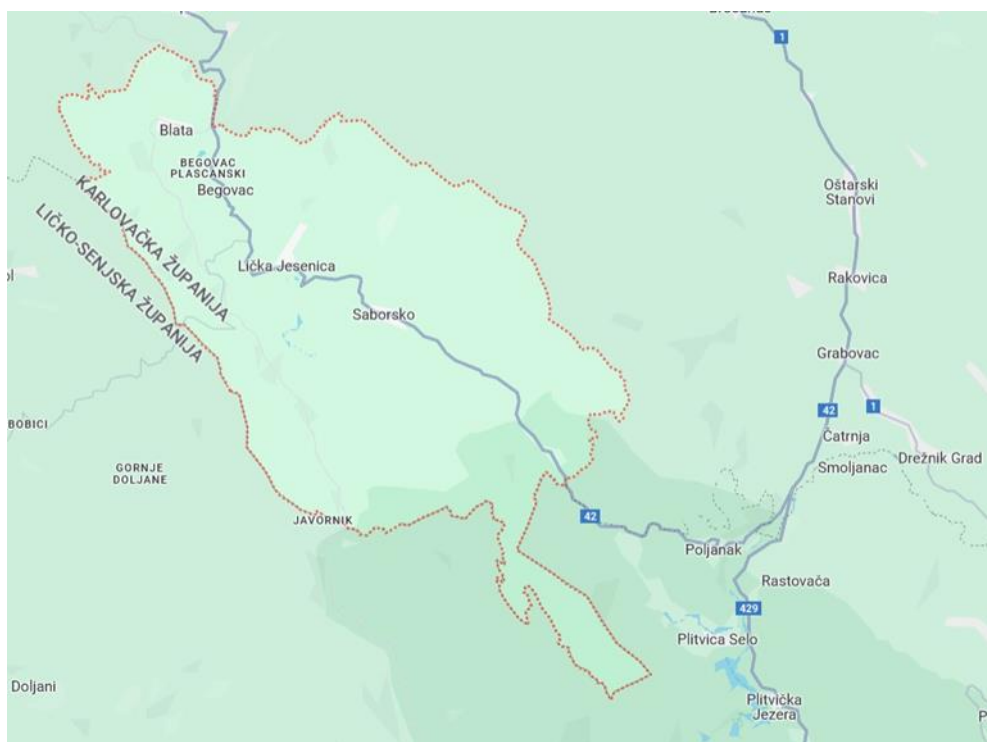 1
Blata
BEGOVAC
PLASCANSKI
Begovac
KARLOVAČKA ŽUPANIJA
LIČKO-SENJSKA ŽUPANIJA
Oštarski
Stanovi
Lička Jesenica
Rakovica
Saborsko
Grabovac
42
1
BOBICI
Čatrnja
Drežnik Grad
Smoljanac
GORNJE
DOLJANE
JAVORNIK
42
Poljanak
Rastovača
429
Plitvica Selo
Doljani
Plitvička
Jezera